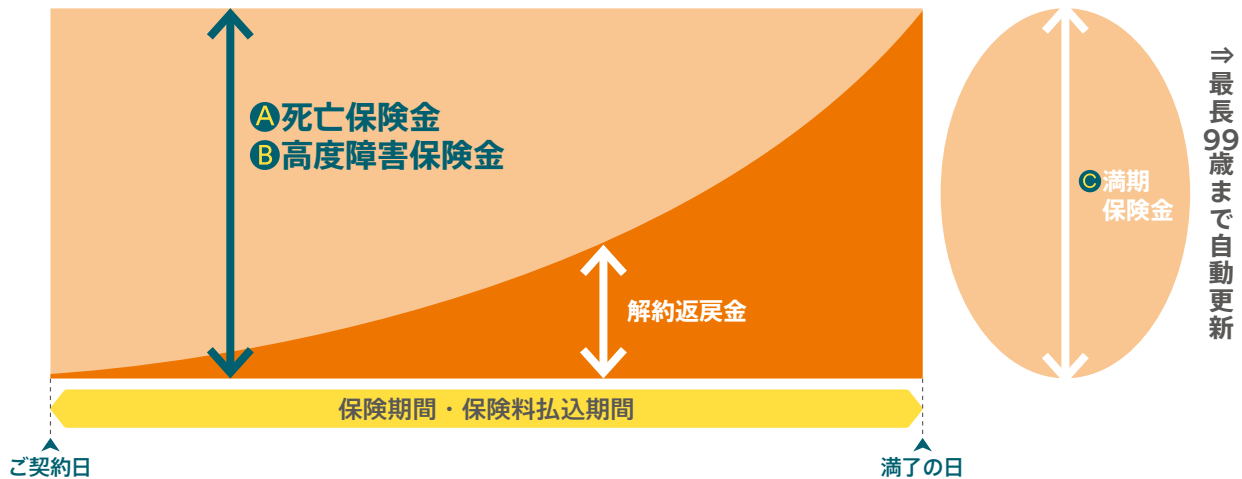 A死亡保険金
B高度障害保険金
解約返戻金
C満期
保険金
⇒最長99歳まで自動更新
保険期間・保険料払込期間
ご契約日
満了の日